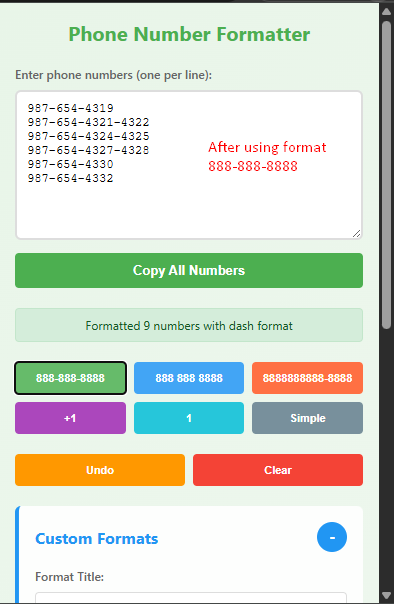 Phone Number Formatter
Enter phone numbers (one per line):
987-654-4319
987-654-4321-4322
987-654-4324-4325
987-654-4327-4328
987-654-4330
987-654-4332
After using format
888-888-8888
Copy All Numbers
Formatted 9 numbers with dash format
888-888-8888
888 888 8888
8888888888-8888
+1
1
Simple
Undo
Clear
Custom Formats
-
Format Title: